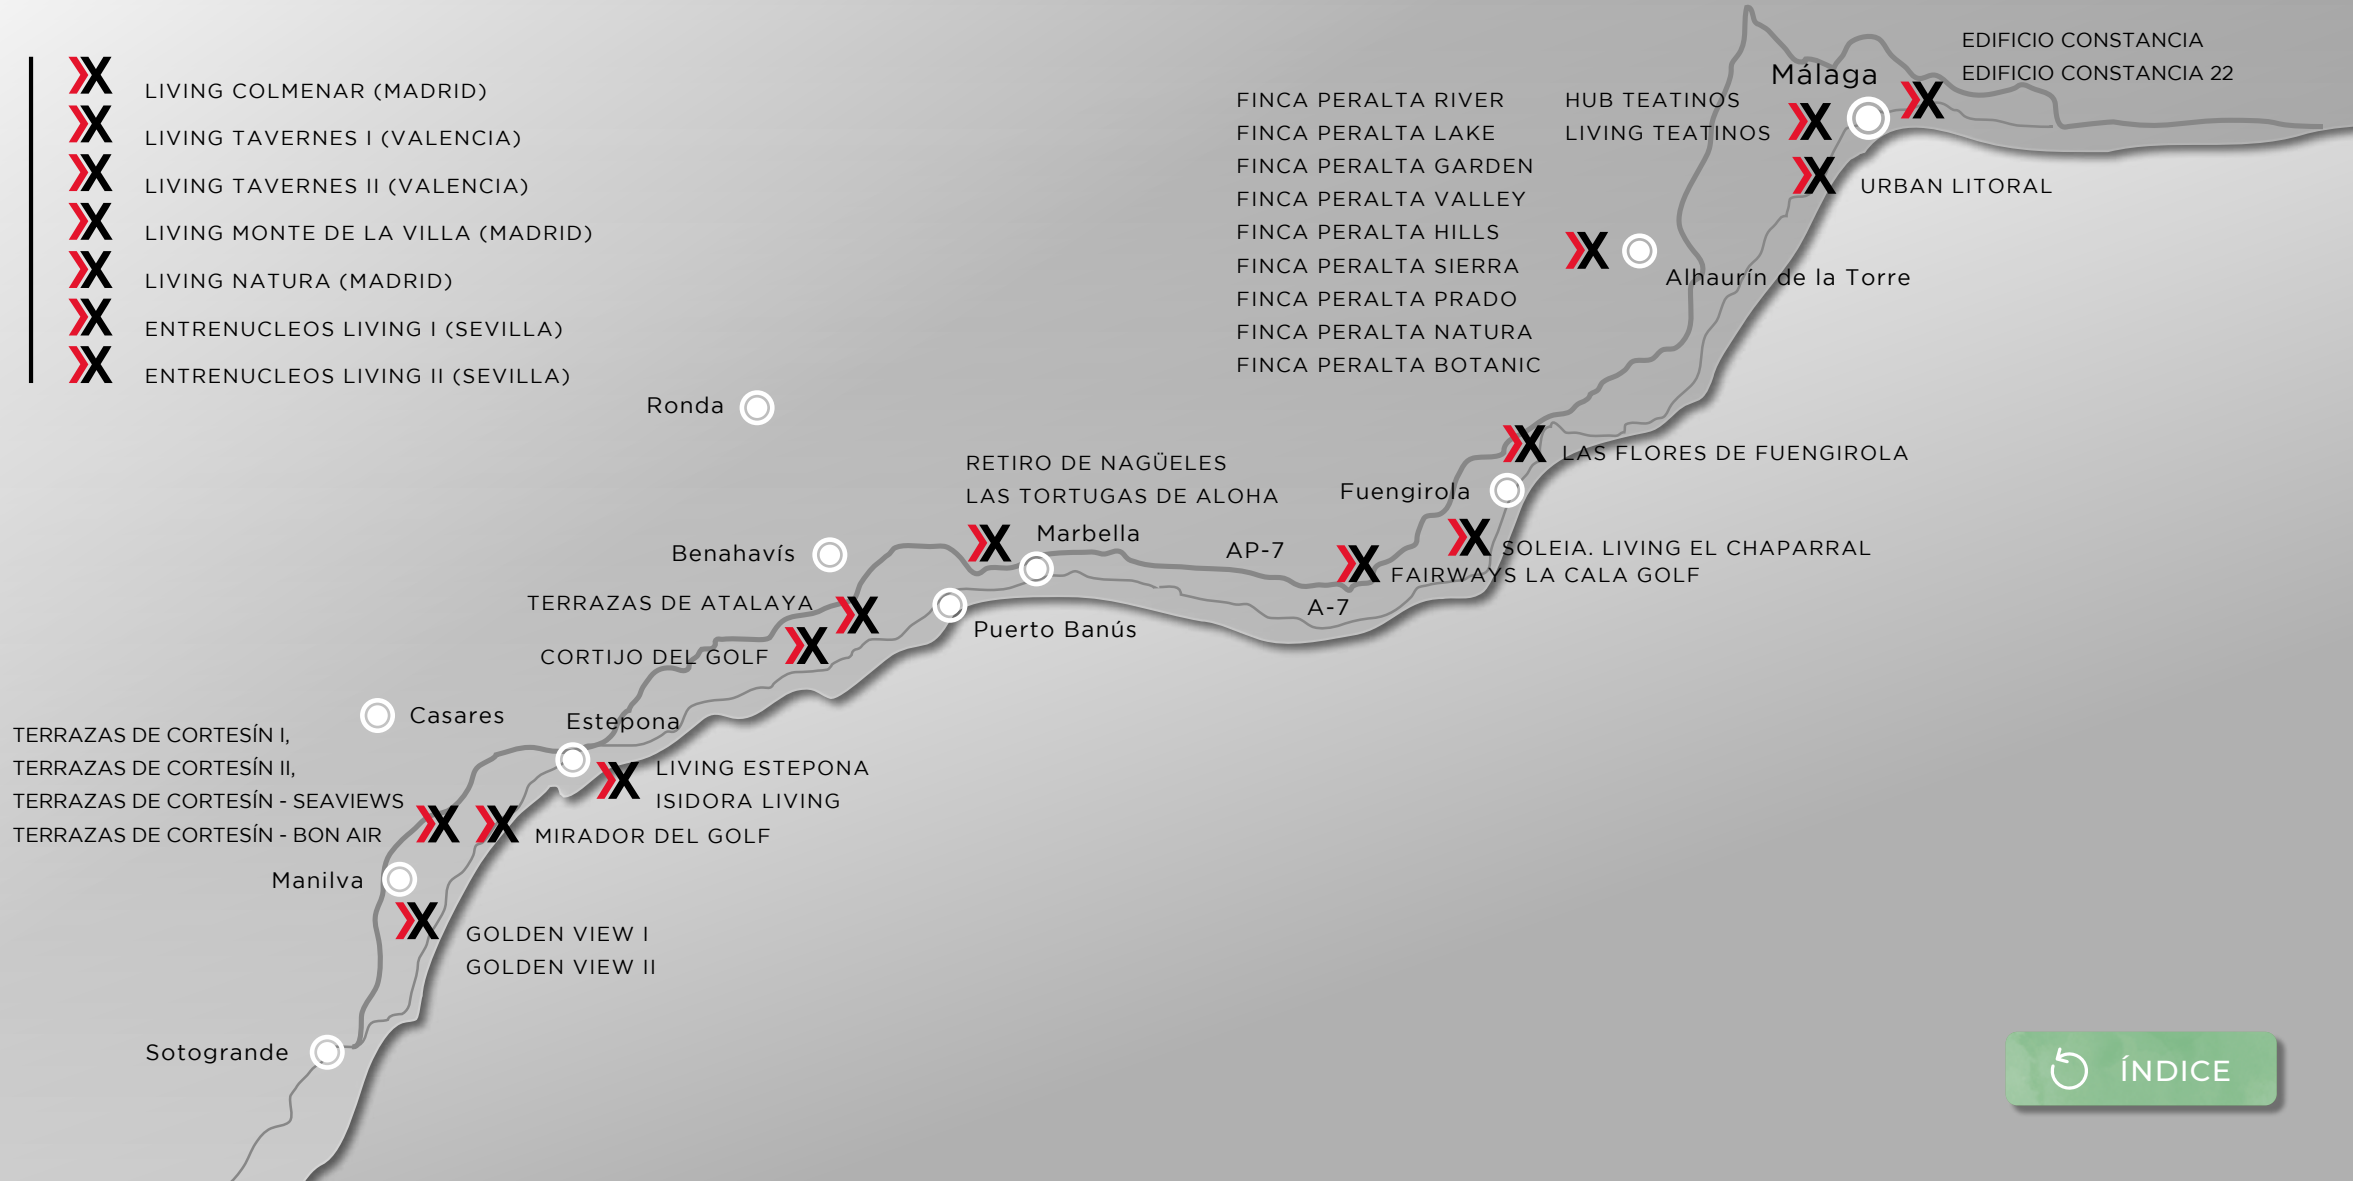 LIVING COLMENAR (MADRID)
LIVING TAVERNES I (VALENCIA)
LIVING TAVERNES II (VALENCIA)
LIVING MONTE DE LA VILLA (MADRID)
LIVING NATURA (MADRID)
ENTRENUCLEOS LIVING I (SEVILLA)
ENTRENUCLEOS LIVING II (SEVILLA)
EDIFICIO CONSTANCIA
EDIFICIO CONSTANCIA 22
Málaga
HUB TEATINOS
LIVING TEATINOS
URBAN LITORAL
FINCA PERALTA RIVER
FINCA PERALTA LAKE
FINCA PERALTA GARDEN
FINCA PERALTA VALLEY
FINCA PERALTA HILLS
FINCA PERALTA SIERRA
FINCA PERALTA PRADO
FINCA PERALTA NATURA
FINCA PERALTA BOTANIC
Alhaurín de la Torre
Ronda
LAS FLORES DE FUENGIROLA
Fuengirola
RETIRO DE NAGÜELES
LAS TORTUGAS DE ALOHA
Marbella
AP-7
SOLEIA. LIVING EL CHAPARRAL
FAIRWAYS LA CALA GOLF
A-7
Benahavís
TERRAZAS DE ATALAYA
Puerto Banús
CORTIJO DEL GOLF
Casares
Estepona
TERRAZAS DE CORTESÍN I,
TERRAZAS DE CORTESÍN II,
TERRAZAS DE CORTESÍN - SEAVIEWS
TERRAZAS DE CORTESÍN - BON AIR
LIVING ESTEPONA
ISIDORA LIVING
MIRADOR DEL GOLF
Manilva
GOLDEN VIEW I
GOLDEN VIEW II
Sotogrande
ÍNDICE